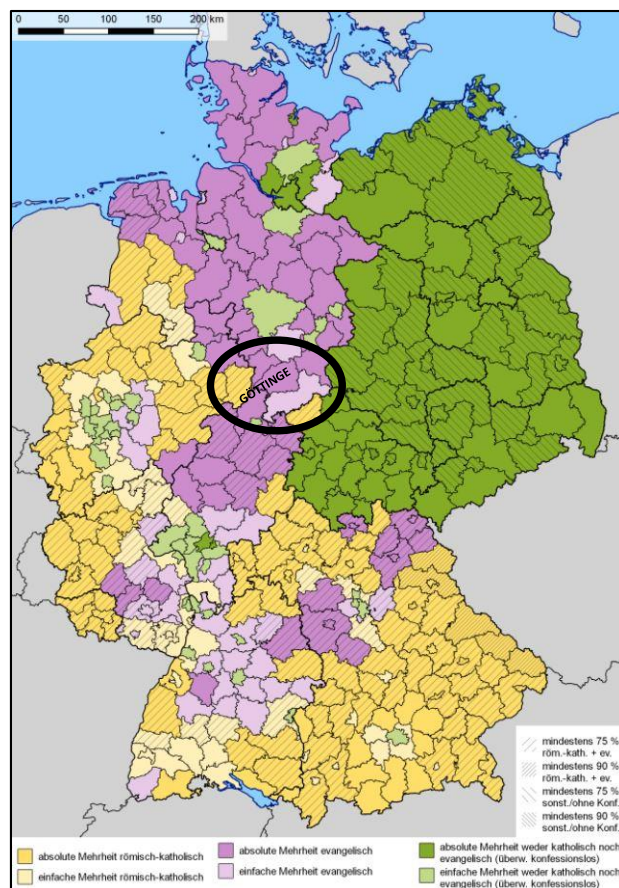 0 50 100 150 200 km
GÖTTINGE
mindestens 75 %
röm.-kath. + ev.
mindestens 90 %
röm.-kath. + ev.
mindestens 75 %
sonst./ohne Konf.
mindestens 90 %
sonst./ohne Konf.
absolute Mehrheit römisch-katholisch
einfache Mehrheit römisch-katholisch
absolute Mehrheit evangelisch
einfache Mehrheit evangelisch
absolute Mehrheit weder katholisch noch
evangelisch (überw. konfessionslos)
einfache Mehrheit weder katholisch noch
evangelisch (überw. konfessionslos)